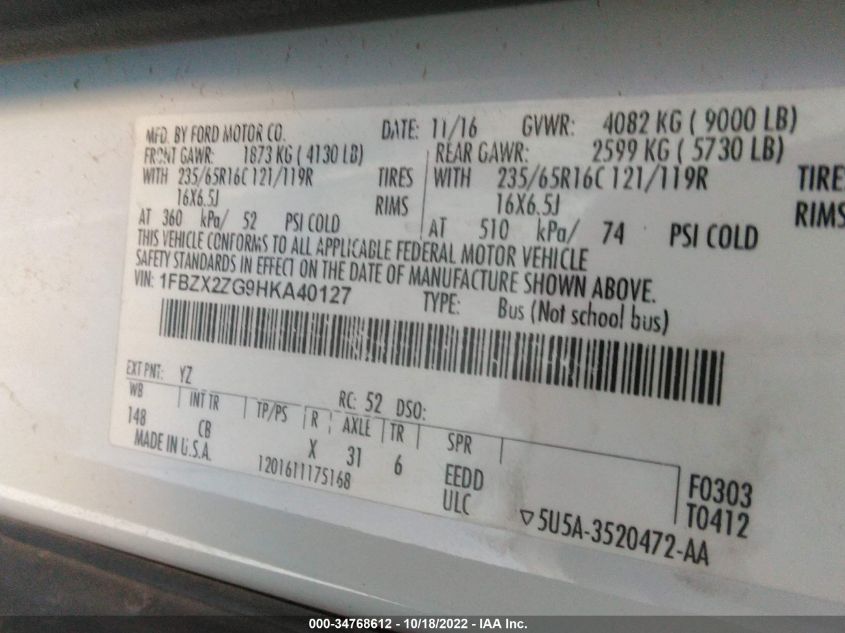 MFD. BY FORD MOTOR CO. DATE: 11/16 GVWR: 4082 KG ( 9000 LB)
FRONT GAWR: 1873 KG ( 4130 LB) REAR GAWR: 2599 KG ( 5730 LB)
WITH 235/65R16C 121/119R TIRES WITH 235/65R16C 121/119R TIRE
16X6.5J RIMS 16X6.5J RIMS
AT 360 kPa/ 52 PSI COLD AT 510 kPa/ 74 PSI COLD
THIS VEHICLE CONFORMS TO ALL APPLICABLE FEDERAL MOTOR VEHICLE
SAFETY STANDARDS IN EFFECT ON THE DATE OF MANUFACTURE SHOWN ABOVE.
VIN: 1FBZX2ZG9HKA40127 TYPE: Bus (Not school bus)
EXT PNT: YZ RC: 52 DSO:
WB INT TR TP/PS R AXLE TR SPR
148 CB X 31 6 EEDD F0303
MADE IN U.S.A. 1201611175168 ULC T0412
▽5U5A-3520472-AA
000-34768612 - 10/18/2022 - IAA Inc.